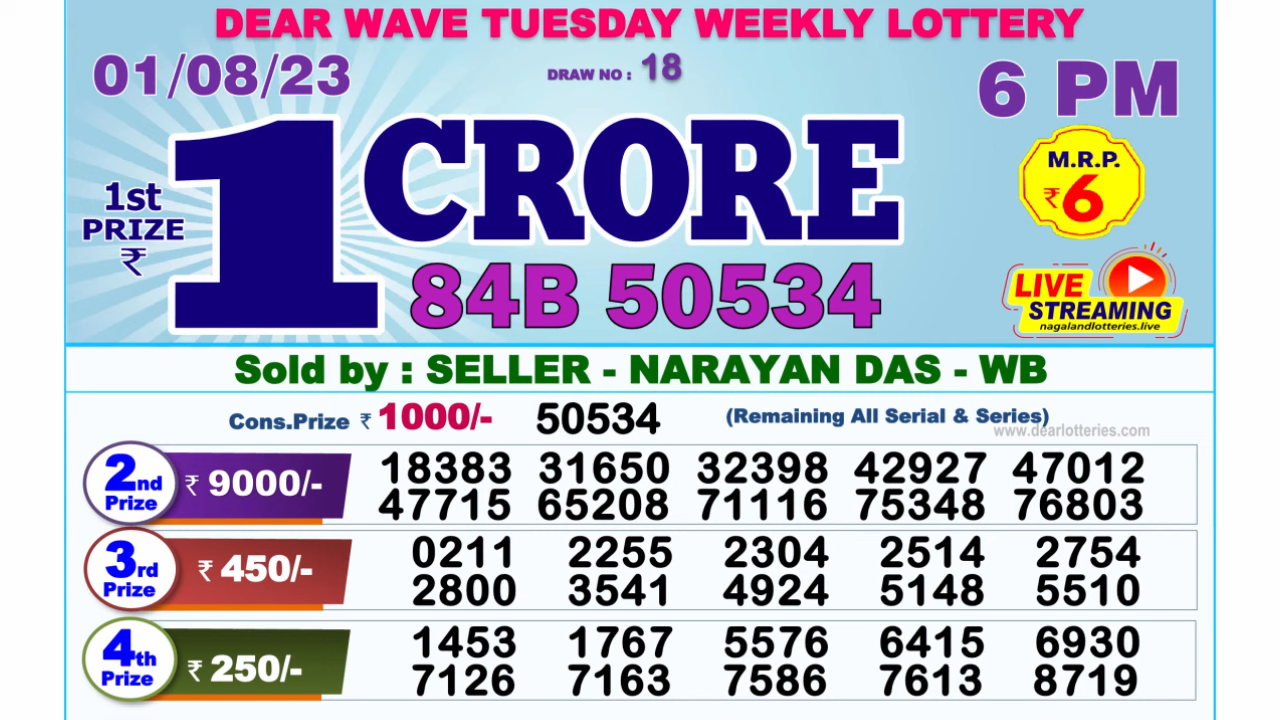 DEAR WAVE TUESDAY WEEKLY LOTTERY
01/08/23
DRAW NO : 18
6 PM
1st PRIZE ₹
1 CRORE
84B 50534
M.R.P.
₹6
LIVE
STREAMING
nagalandlotteries.live
Sold by : SELLER - NARAYAN DAS - WB
Cons.Prize ₹ 1000/- 50534 (Remaining All Serial & Series)
www.dearlotteries.com
2nd Prize ₹ 9000/-
18383 31650 32398 42927 47012
47715 65208 71116 75348 76803
3rd Prize ₹ 450/-
0211 2255 2304 2514 2754
2800 3541 4924 5148 5510
4th Prize ₹ 250/-
1453 1767 5576 6415 6930
7126 7163 7586 7613 8719